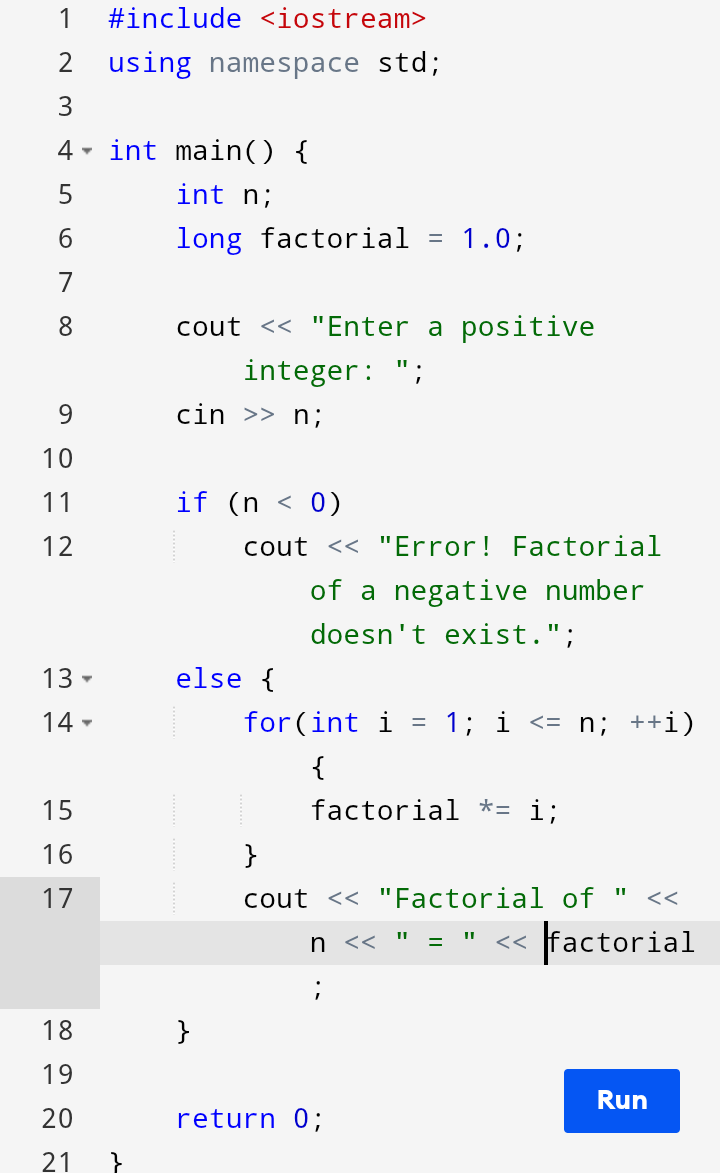 1 #include <iostream>
2 using namespace std;
3
4 int main() {
5 int n;
6 long factorial = 1.0;
7
8 cout << "Enter a positive
integer: ";
9 cin >> n;
10
11 if (n < 0)
12 cout << "Error! Factorial
of a negative number
doesn't exist.";
13 else {
14 for(int i = 1; i <= n; ++i)
{
15 factorial *= i;
16 }
17 cout << "Factorial of " <<
n << " = " << factorial
;
18 }
19
Run
20 return 0;
21 }